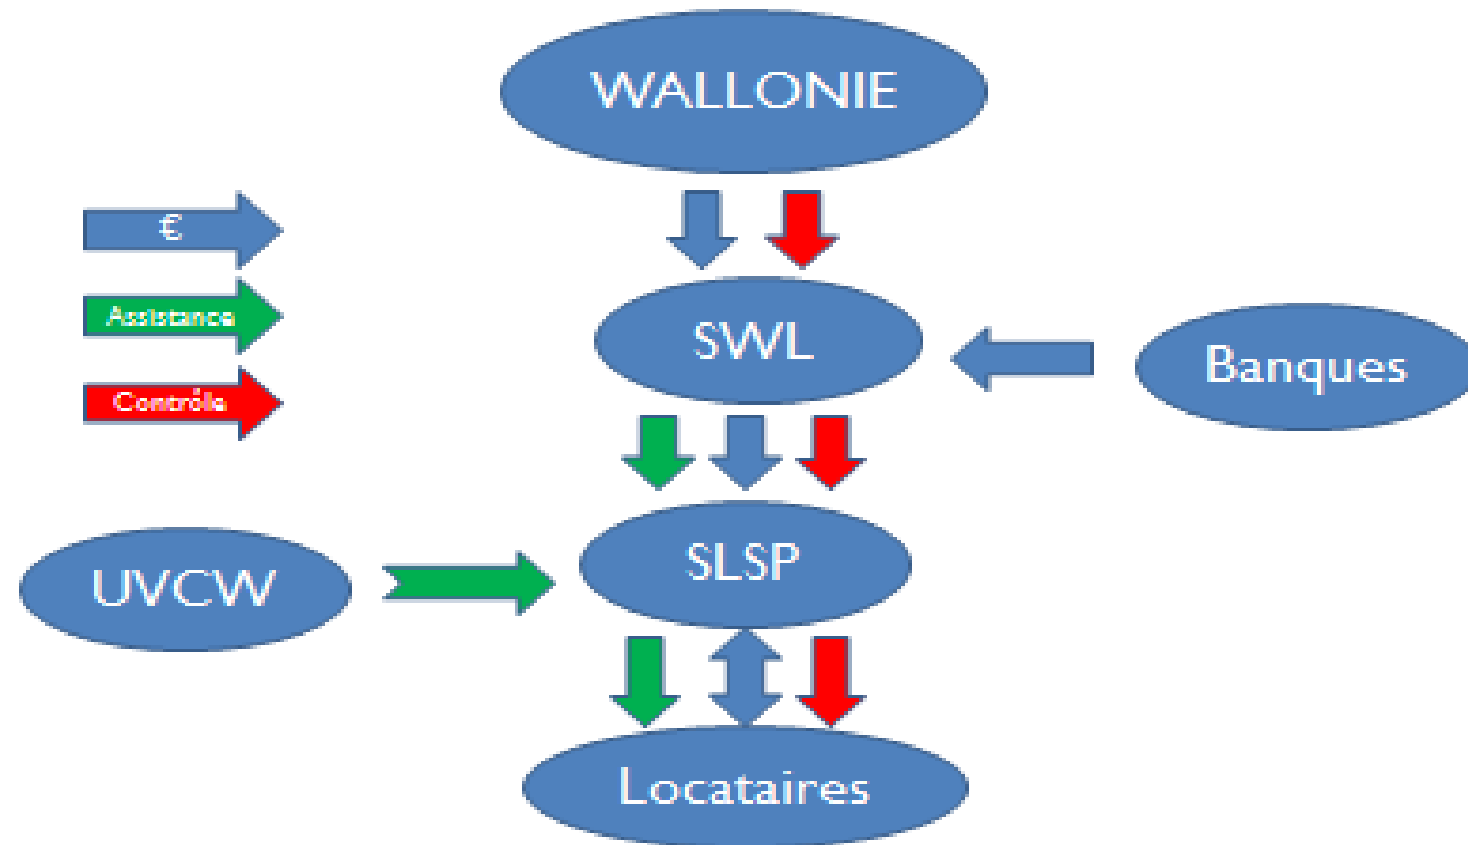 WALLONIE
€
Assistance
Contrôle
SWL
Banques
SLSP
UVCW
Locataires